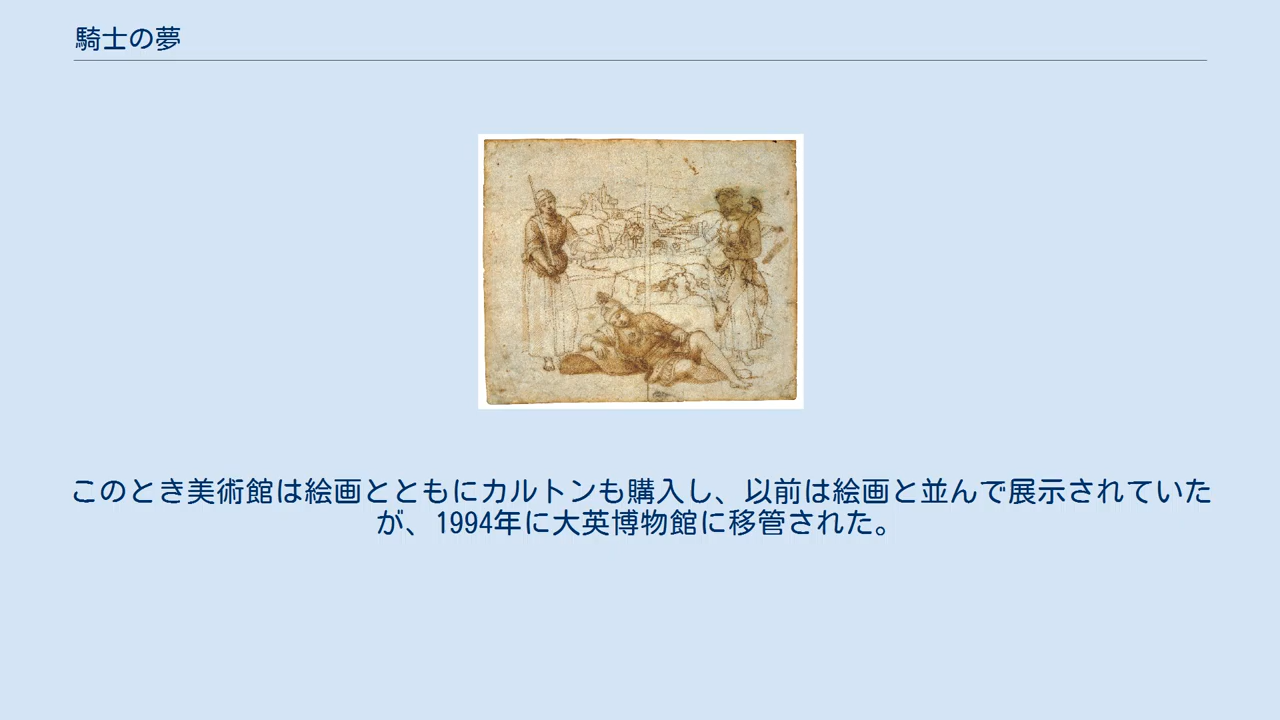 騎士の夢
このとき美術館は絵画とともにカルトンも購入し、以前は絵画と並んで展示されていた
が、1994年に大英博物館に移管された。